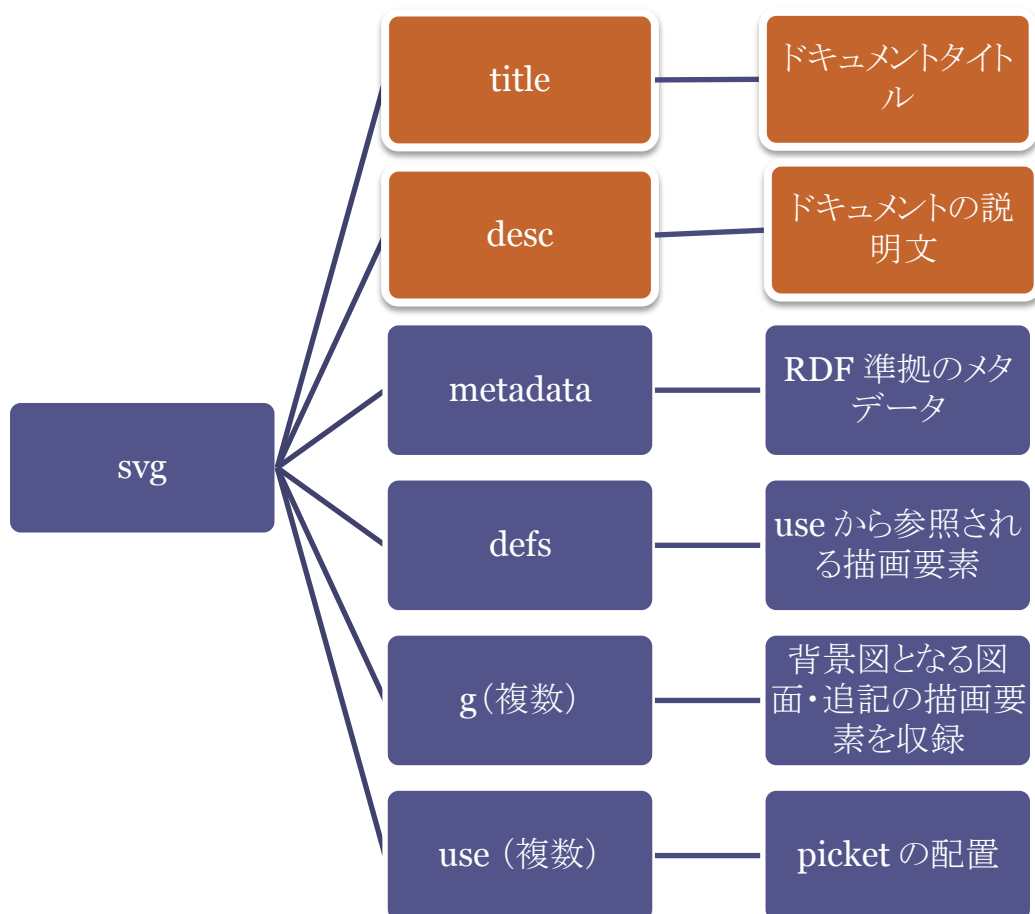 svg
title
ドキュメントタイト
ル
desc
ドキュメントの説
明文
metadata
RDF 準拠のメタ
データ
defs
use から参照され
る描画要素
g（複数）
背景図となる図
面・追記の描画要
素を収録
use（複数）
picket の配置